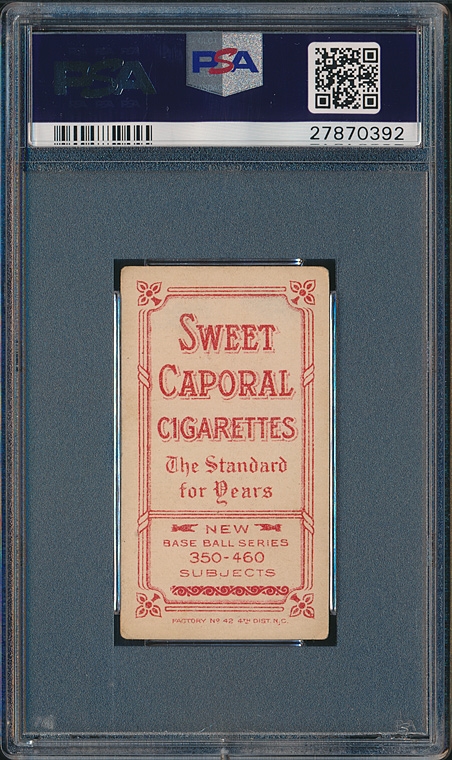 PSA
PSA
27870392
SWEET
CAPORAL
CIGARETTES
The Standard
for Years
NEW
BASE BALL SERIES
350-460
SUBJECTS
FACTORY Nº 42 4TH DIST. N.C.